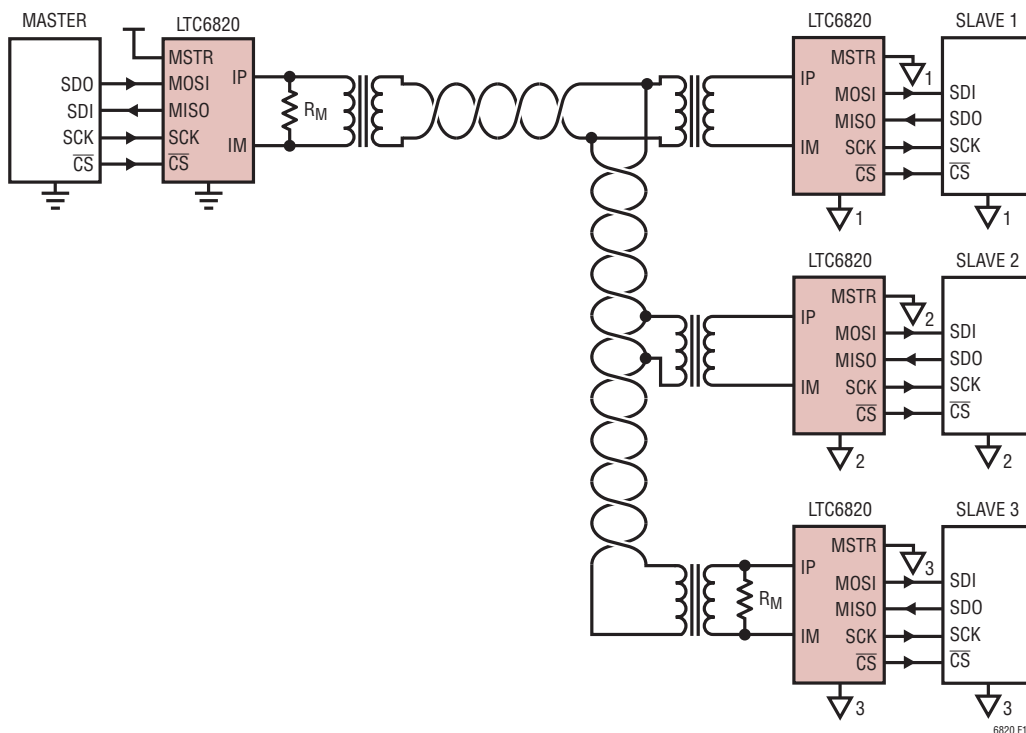 MASTER
LTC6820
SDO
SDI
SCK
CS
MSTR
MOSI
MISO
SCK
CS
IP
IM
RM
LTC6820
SLAVE 1
IP
IM
MSTR
MOSI
MISO
SCK
CS
1
SDI
SDO
SCK
CS
1
1
LTC6820
SLAVE 2
IP
IM
MSTR
MOSI
MISO
SCK
CS
2
SDI
SDO
SCK
CS
2
2
LTC6820
SLAVE 3
RM
IP
IM
MSTR
MOSI
MISO
SCK
CS
3
SDI
SDO
SCK
CS
3
3